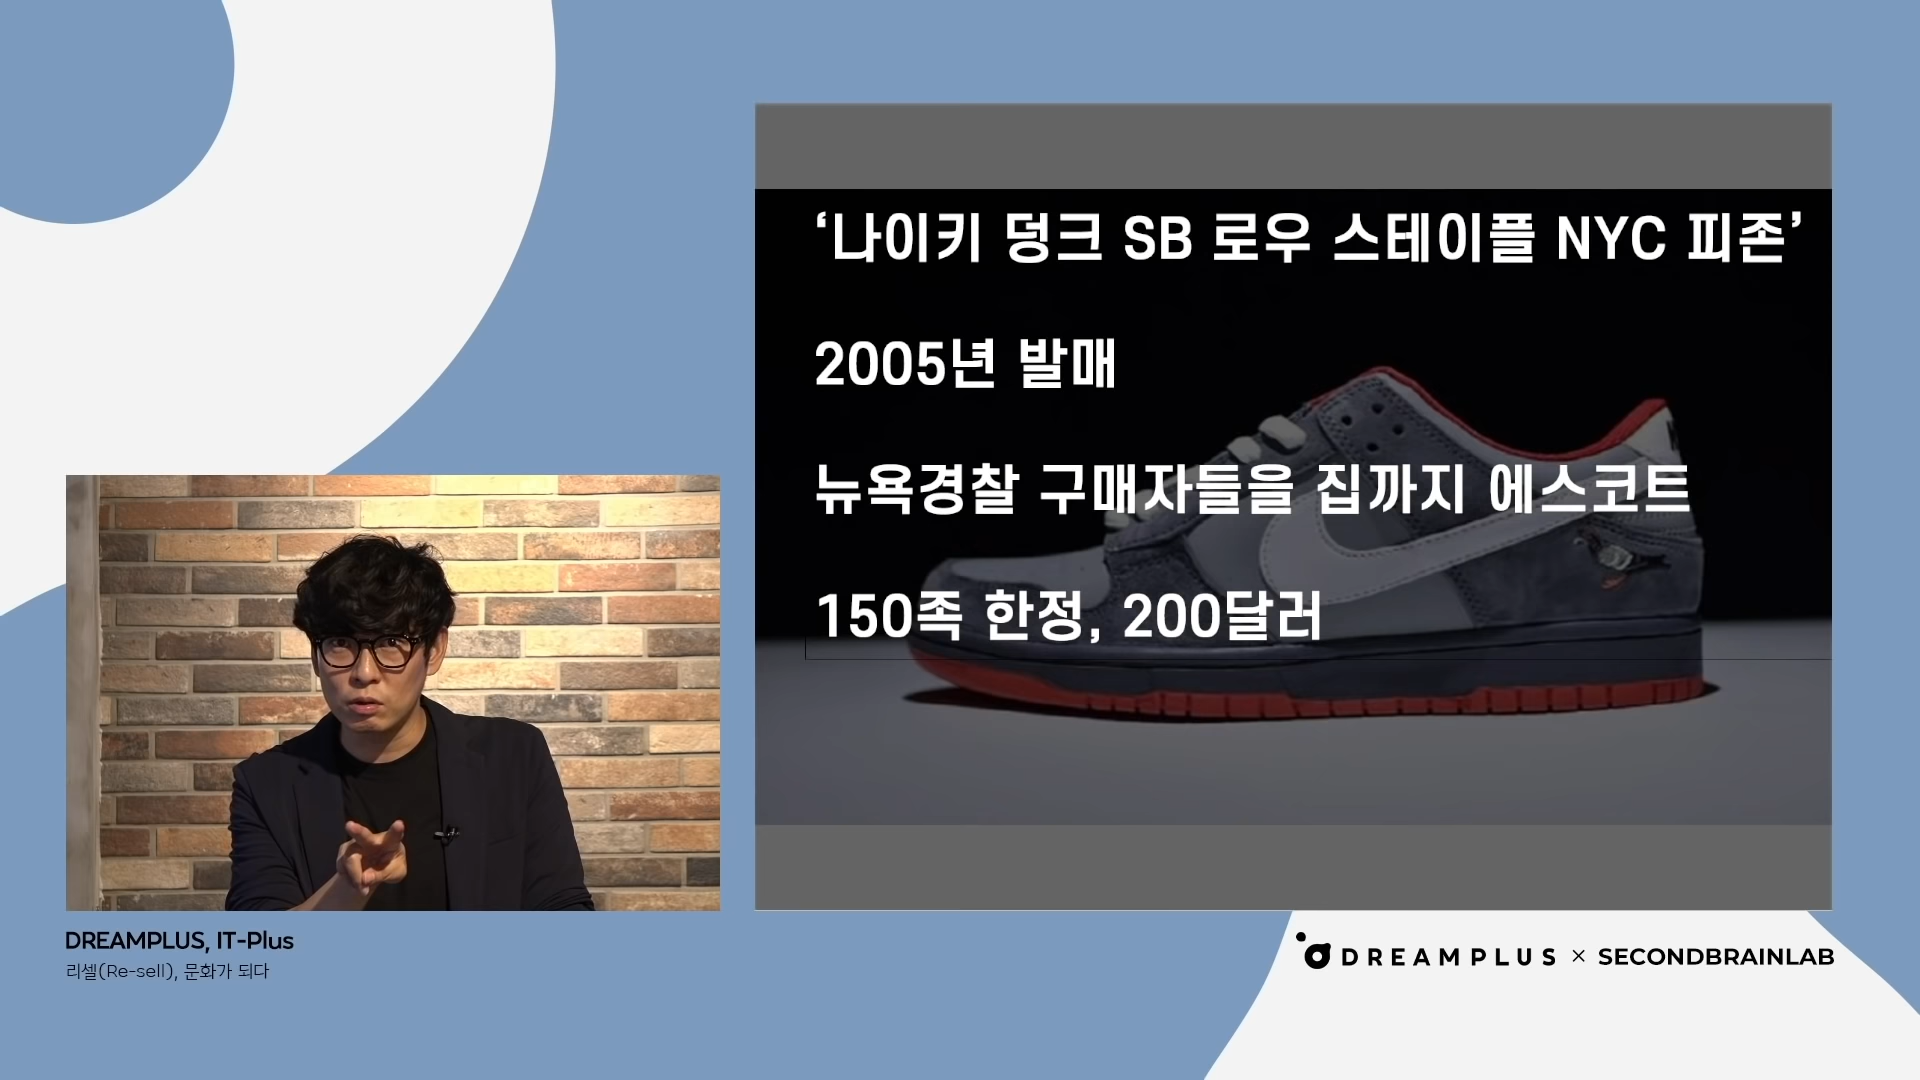 ‘나이키 덩크 SB 로우 스테이플 NYC 피존’
2005년 발매
뉴욕경찰 구매자들을 집까지 에스코트
150족 한정, 200달러
DREAMPLUS, IT-Plus
리셀(Re-sell), 문화가 되다
DREAMPLUS × SECONDBRAINLAB